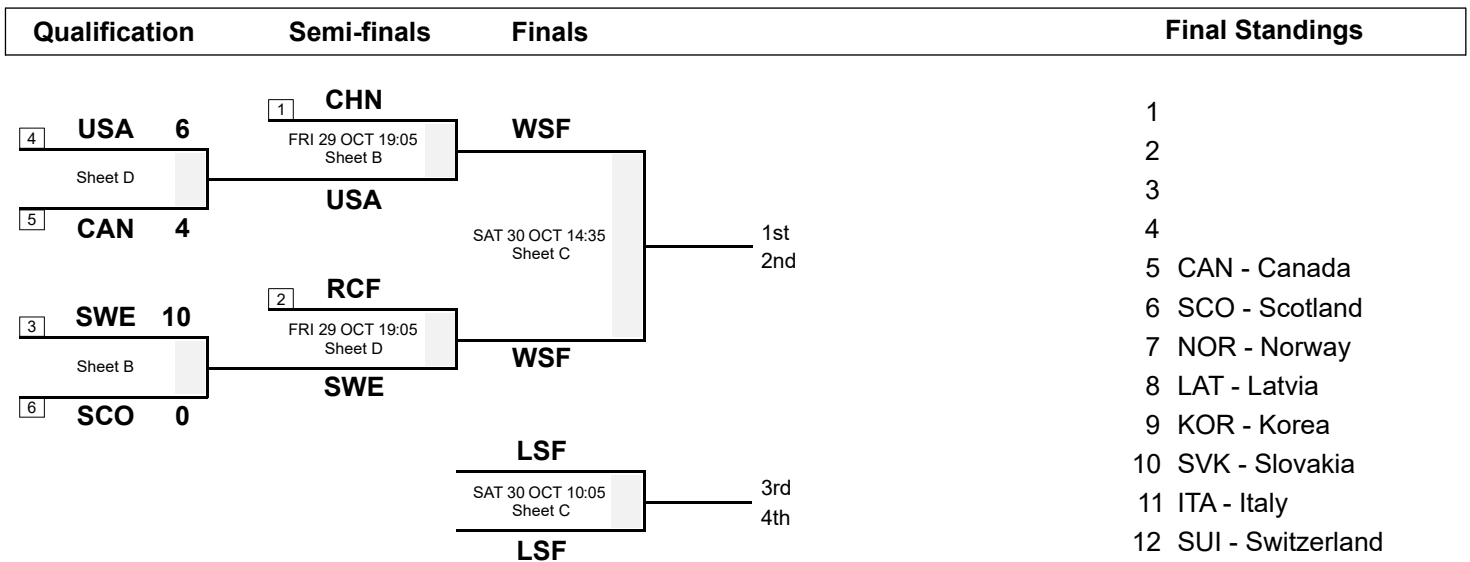 Qualification Semi-finals Finals Final Standings
1 CHN
4 USA 6
FRI 29 OCT 19:05
Sheet B
WSF
Sheet D
USA
5 CAN 4
SAT 30 OCT 14:35
Sheet C
1st
2nd
2 RCF
3 SWE 10
FRI 29 OCT 19:05
Sheet D
WSF
Sheet B
SWE
6 SCO 0
LSF
SAT 30 OCT 10:05
Sheet C
3rd
4th
LSF
1
2
3
4
5 CAN - Canada
6 SCO - Scotland
7 NOR - Norway
8 LAT - Latvia
9 KOR - Korea
10 SVK - Slovakia
11 ITA - Italy
12 SUI - Switzerland